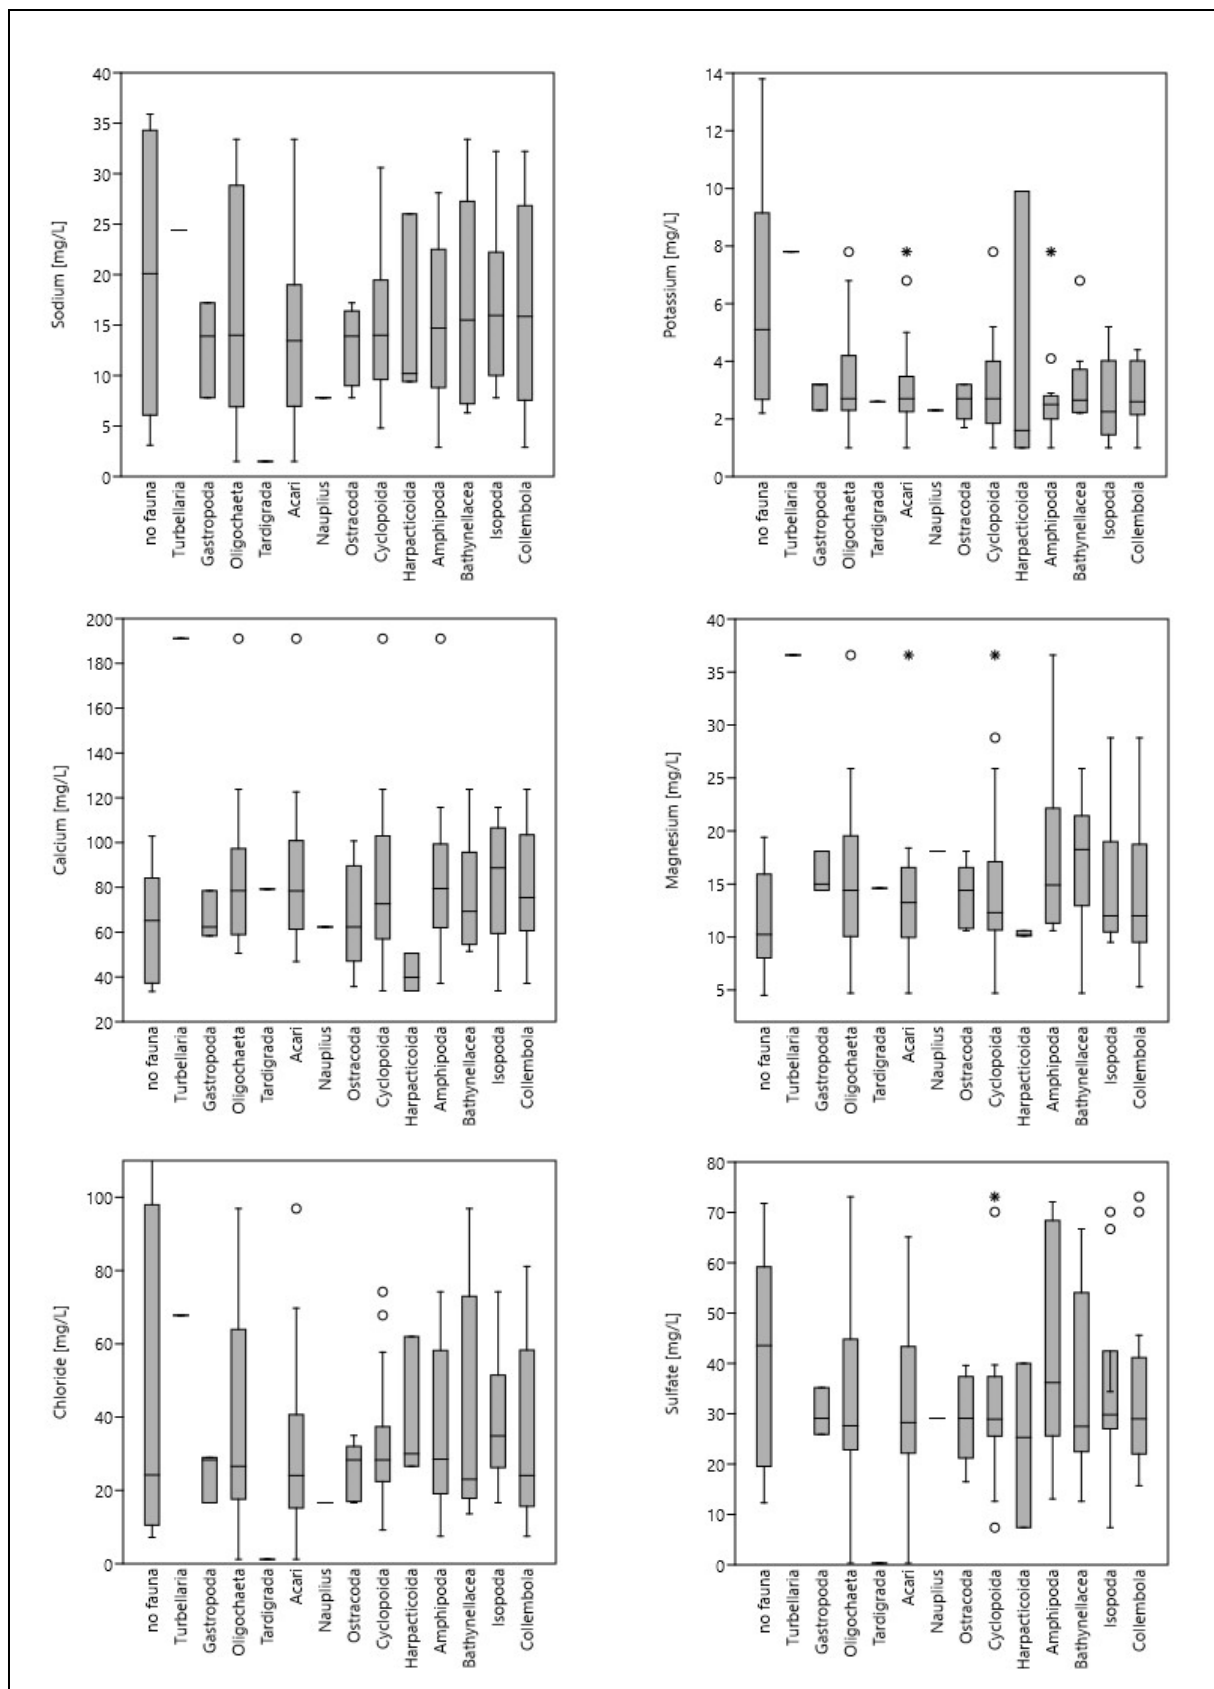 Sodium [mg/L]
40
35
30
25
20
15
10
5
0
no fauna
Turbellaria
Gastropoda
Oligochaeta
Tardigrada
Acari
Nauplius
Ostracoda
Cyclopoida
Harpacticoida
Amphipoda
Bathynellacea
Isopoda
Collembola
Potassium [mg/L]
14
12
10
8
6
4
2
0
no fauna
Turbellaria
Gastropoda
Oligochaeta
Tardigrada
Acari
Nauplius
Ostracoda
Cyclopoida
Harpacticoida
Amphipoda
Bathynellacea
Isopoda
Collembola
Calcium [mg/L]
200
180
160
140
120
100
80
60
40
20
no fauna
Turbellaria
Gastropoda
Oligochaeta
Tardigrada
Acari
Nauplius
Ostracoda
Cyclopoida
Harpacticoida
Amphipoda
Bathynellacea
Isopoda
Collembola
Magnesium [mg/L]
40
35
30
25
20
15
10
5
no fauna
Turbellaria
Gastropoda
Oligochaeta
Tardigrada
Acari
Nauplius
Ostracoda
Cyclopoida
Harpacticoida
Amphipoda
Bathynellacea
Isopoda
Collembola
Chloride [mg/L]
100
80
60
40
20
0
no fauna
Turbellaria
Gastropoda
Oligochaeta
Tardigrada
Acari
Nauplius
Ostracoda
Cyclopoida
Harpacticoida
Amphipoda
Bathynellacea
Isopoda
Collembola
Sulfate [mg/L]
80
70
60
50
40
30
20
10
0
no fauna
Turbellaria
Gastropoda
Oligochaeta
Tardigrada
Acari
Nauplius
Ostracoda
Cyclopoida
Harpacticoida
Amphipoda
Bathynellacea
Isopoda
Collembola